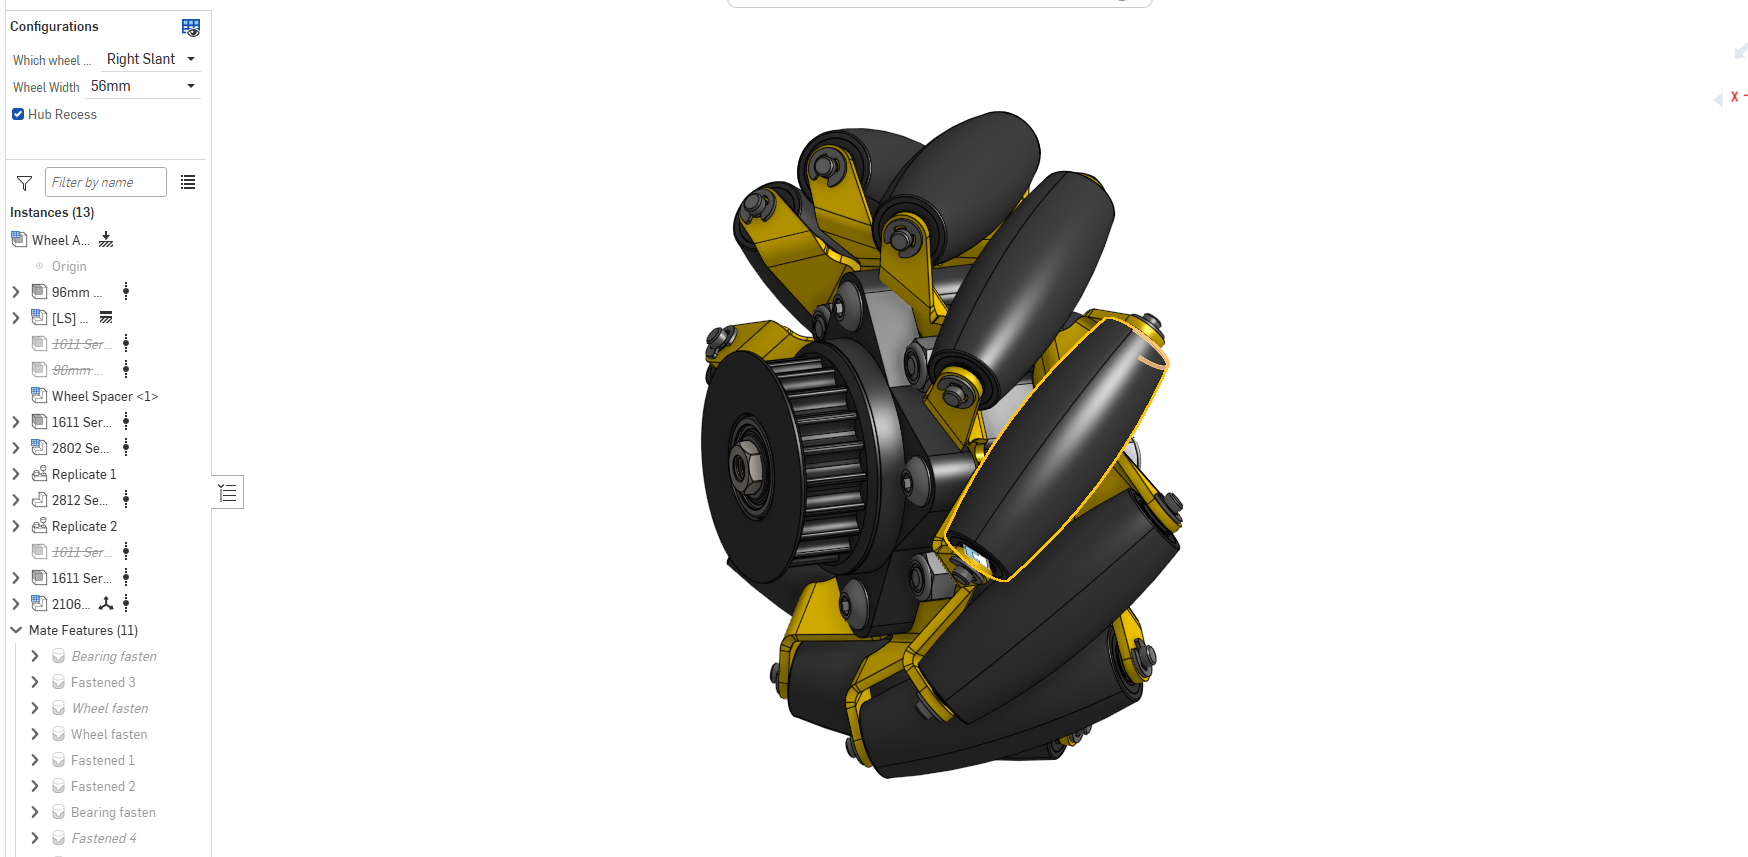 Configurations
Which wheel ... Right Slant
Wheel Width 56mm
Hub Recess
Filter by name
Instances (13)
Wheel A...
Origin
96mm ...
[LS] ...
1611 Ser...
96mm ...
Wheel Spacer <1>
1611 Ser...
2802 Se...
Replicate 1
2812 Se...
Replicate 2
1611 Ser...
1611 Ser...
2106...
Mate Features (11)
Bearing fasten
Fastened 3
Wheel fasten
Wheel fasten
Fastened 1
Fastened 2
Bearing fasten
Fastened 4
X